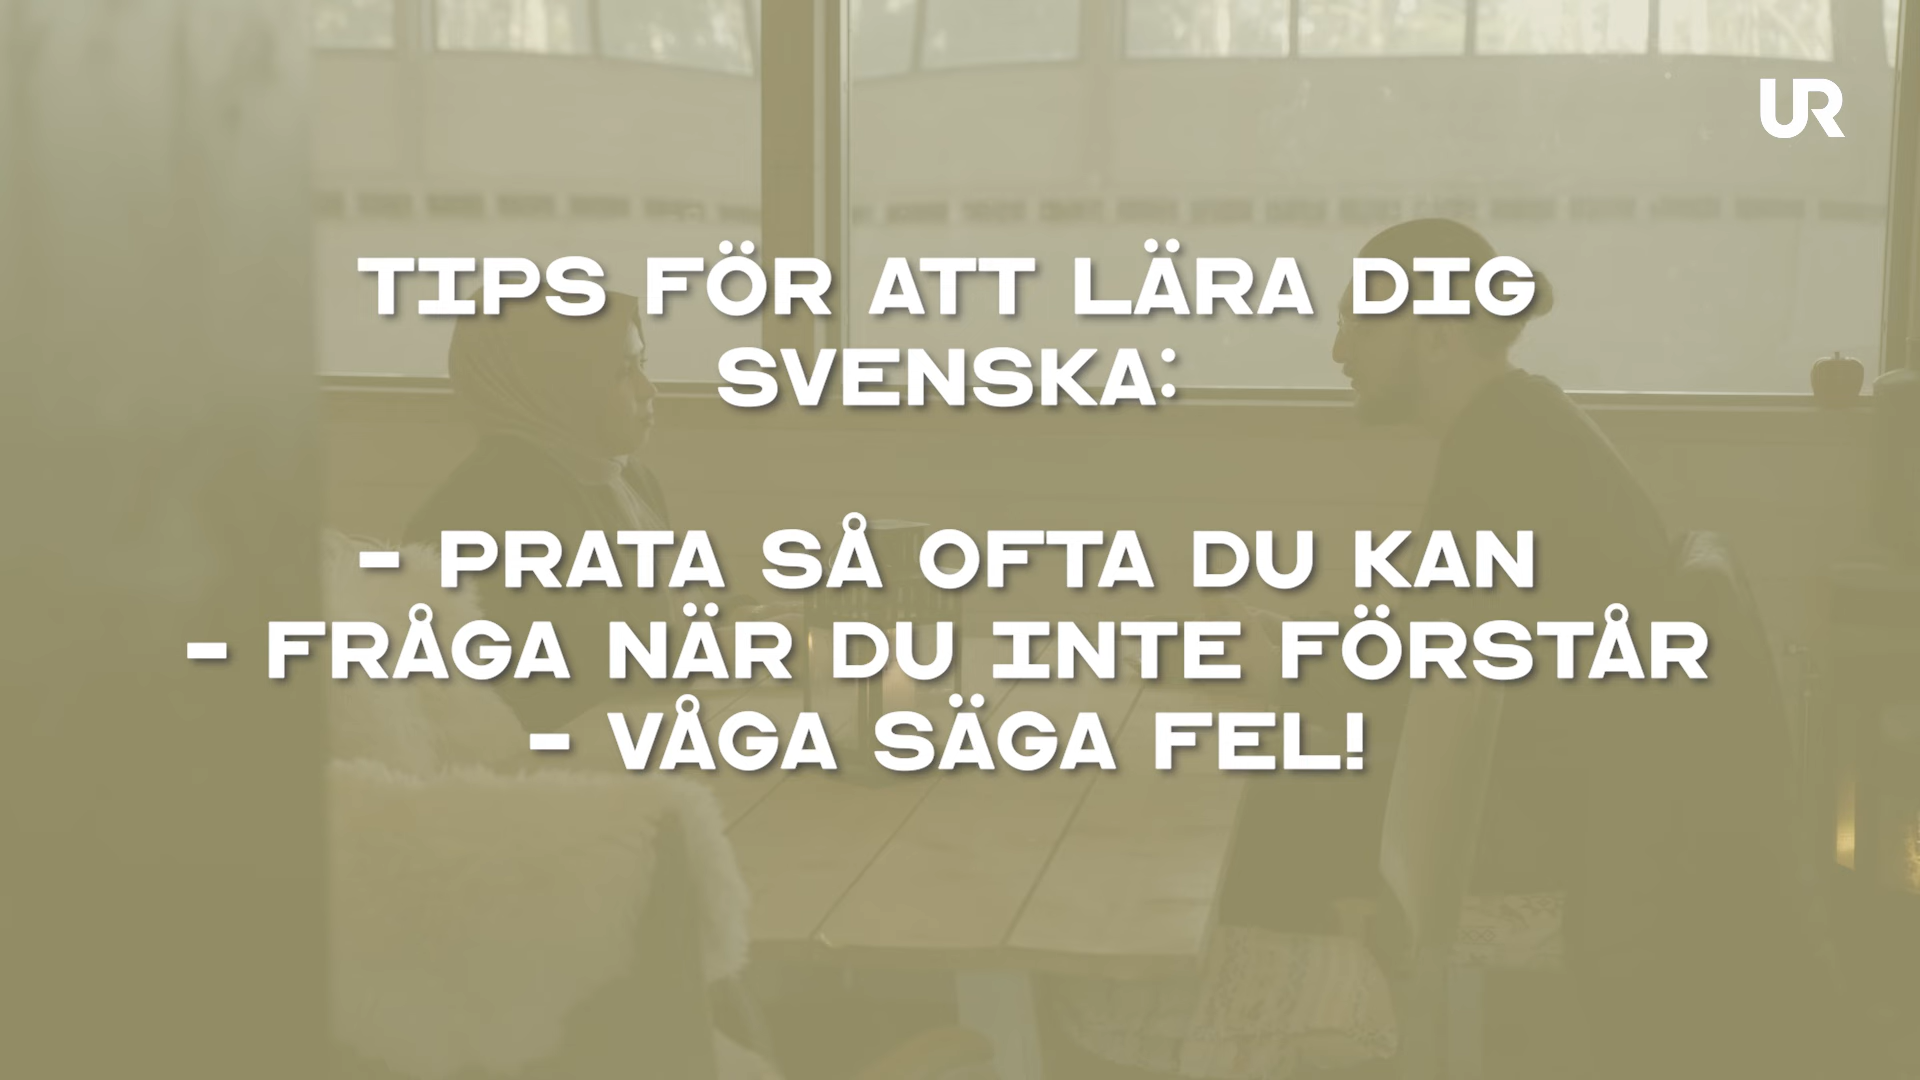 UR
TIPS FÖR ATT LÄRA DIG
SVENSKA:
- PRATA SÅ OFTA DU KAN
- FRÅGA NÄR DU INTE FÖRSTÅR
- VÅGA SÄGA FEL!